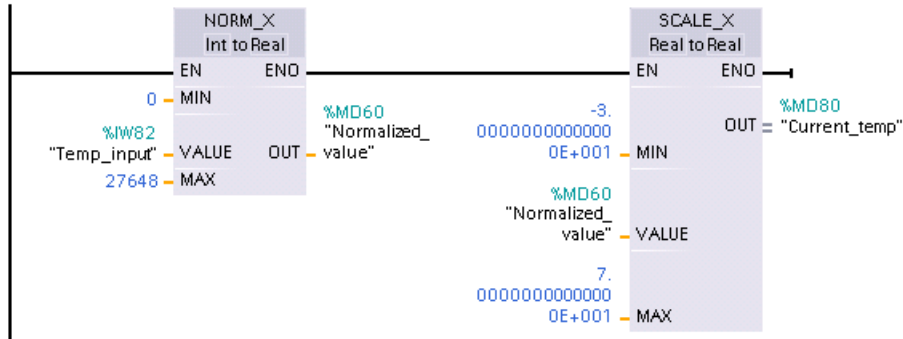 NORM_X
Int to Real
EN ENO
0 MIN
%IW82
"Temp_input" VALUE
27648 MAX
OUT
%MD60
"Normalized_
value"
SCALE_X
Real to Real
EN ENO
-3.
0000000000000
0E+001 MIN
%MD60
"Normalized_
value" VALUE
7.
0000000000000
0E+001 MAX
OUT
%MD80
"Current_temp"